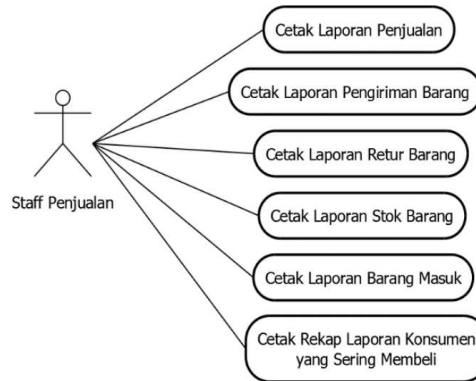 Cetak Laporan Penjualan
Cetak Laporan Pengiriman Barang
Cetak Laporan Retur Barang
Staff Penjualan
Cetak Laporan Stok Barang
Cetak Laporan Barang Masuk
Cetak Rekap Laporan Konsumen
yang Sering Membeli